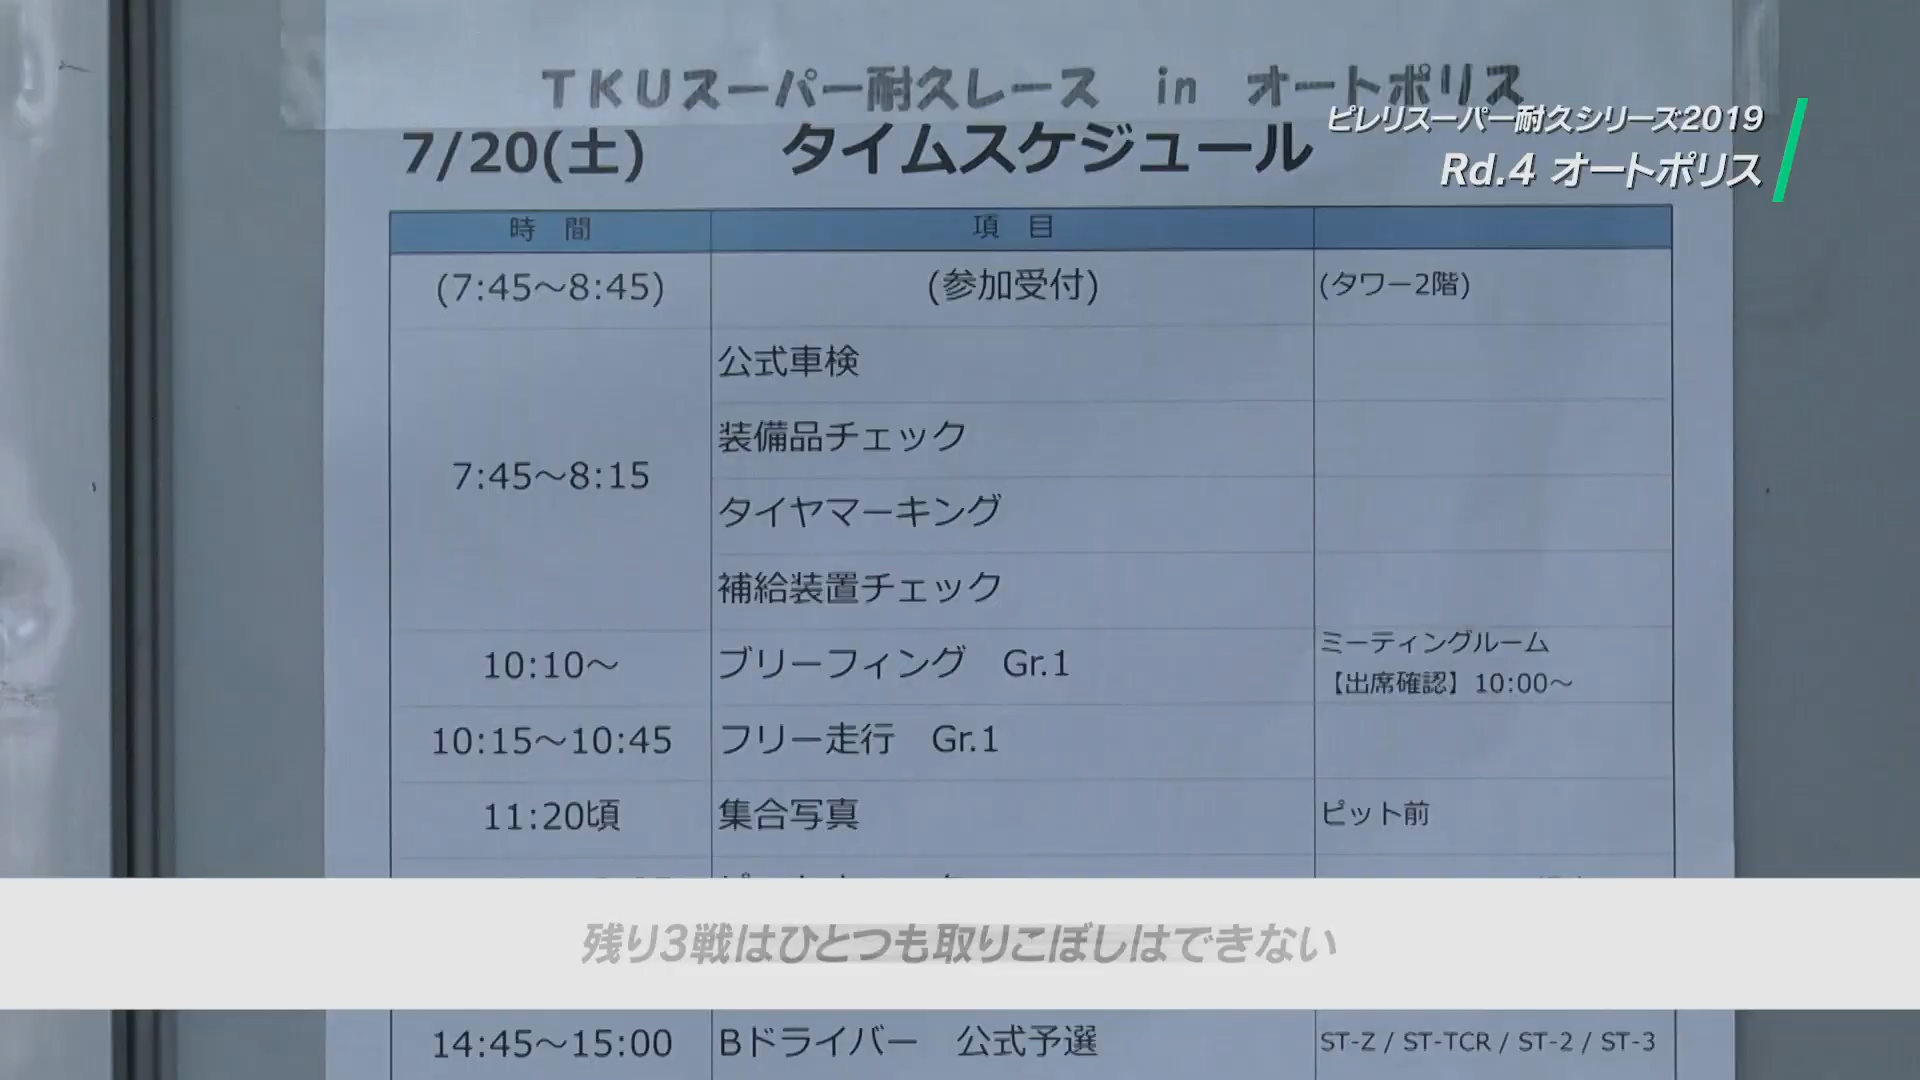 TKUスーパー耐久レース in オートポリス
ピレリスーパー耐久シリーズ2019
Rd.4 オートポリス
7/20(土) タイムスケジュール
時 間 項 目
(7:45～8:45) (参加受付) (タワー2階)
公式車検
装備品チェック
7:45～8:15
タイヤマーキング
補給装置チェック
10:10～ ブリーフィング Gr.1 ミーティングルーム
【出席確認】10:00～
10:15～10:45 フリー走行 Gr.1
11:20頃 集合写真 ピット前
残り3戦はひとつも取りこぼしはできない
14:45～15:00 Bドライバー 公式予選 ST-Z / ST-TCR / ST-2 / ST-3